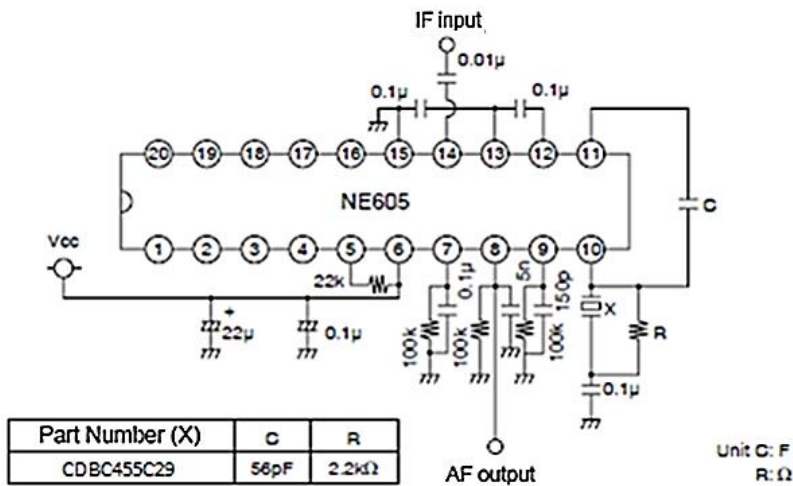 IF input
0.01µ
0.1µ
0.1µ
20 19 18 17 16 15 14 13 12 11
NE605
C
1 2 3 4 5 6 7 8 9 10
Vcc
22k
+
22µ
0.1µ
100k
0.1µ
100k
5n
150p
100k
X
R
0.1µ
Part Number (X) C R
CDBC455C29 56pF 2.2kΩ
AF output
Unit C: F
R: Ω